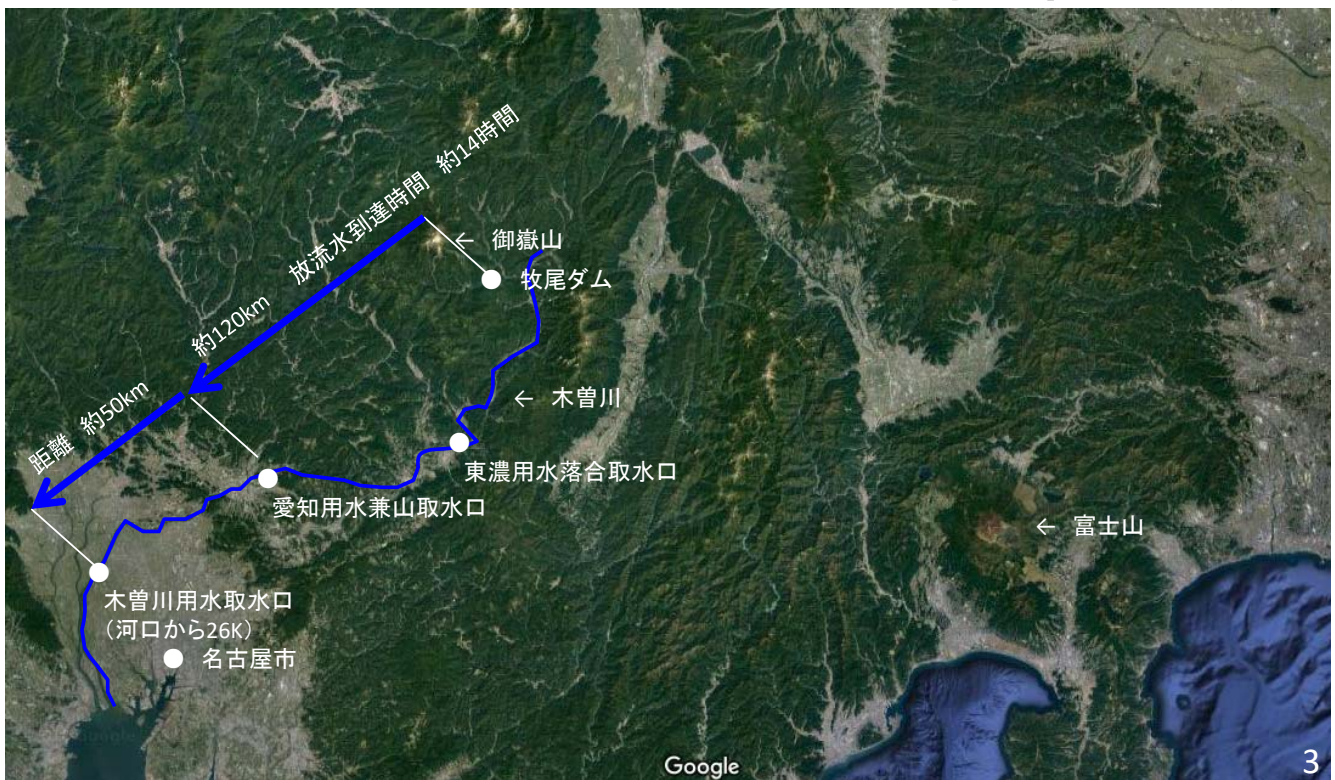 放流水到達時間 約14時間
約120km
距離 約50km
← 御嶽山
牧尾ダム
← 木曽川
東濃用水落合取水口
愛知用水兼山取水口
← 富士山
木曽川用水取水口
（河口から26K）
名古屋市
Google
Google
3